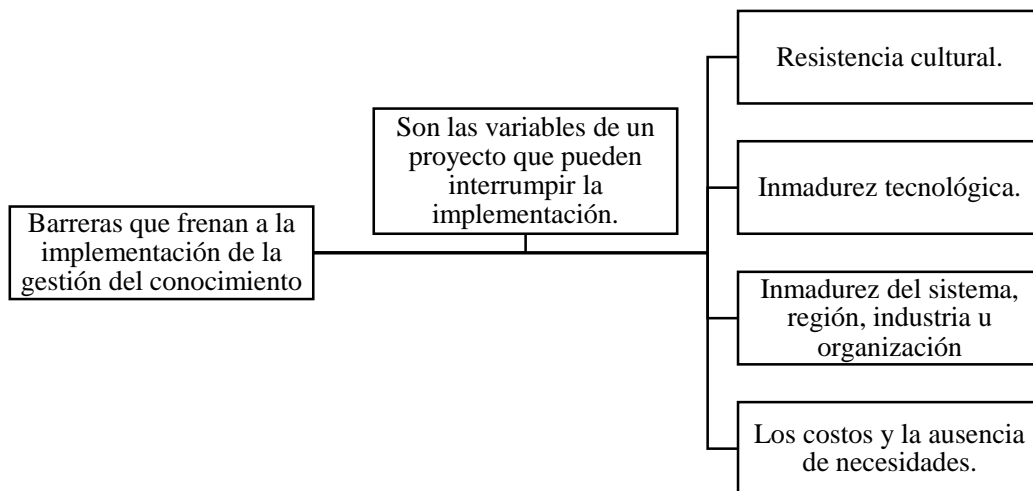 Barreras que frenan a la
implementación de la
gestión del conocimiento
Son las variables de un
proyecto que pueden
interrumpir la
implementación.
Resistencia cultural.
Inmadurez tecnológica.
Inmadurez del sistema,
región, industria u
organización
Los costos y la ausencia
de necesidades.